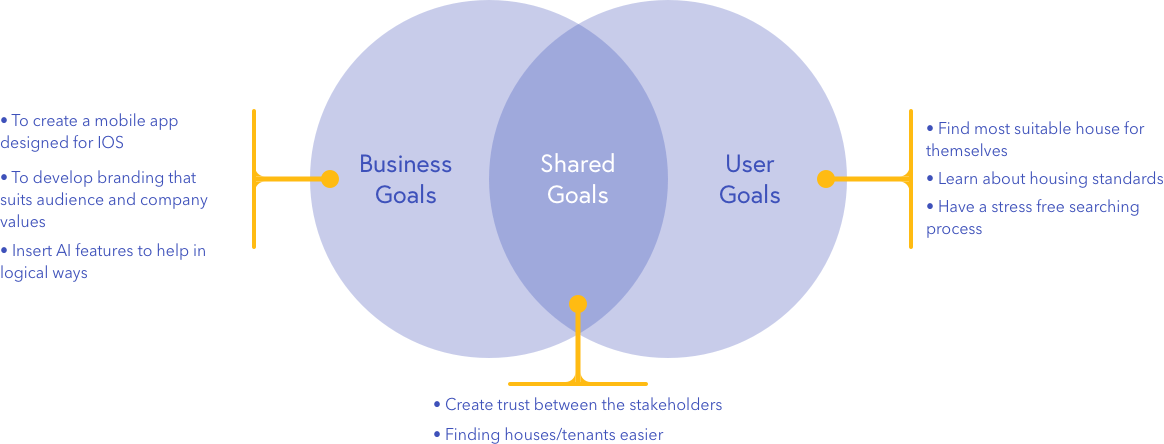 • To create a mobile app
designed for IOS
• To develop branding that
suits audience and company
values
• Insert AI features to help in
logical ways
Business
Goals
Shared
Goals
User
Goals
• Find most suitable house for
themselves
• Learn about housing standards
• Have a stress free searching
process
• Create trust between the stakeholders
• Finding houses/tenants easier